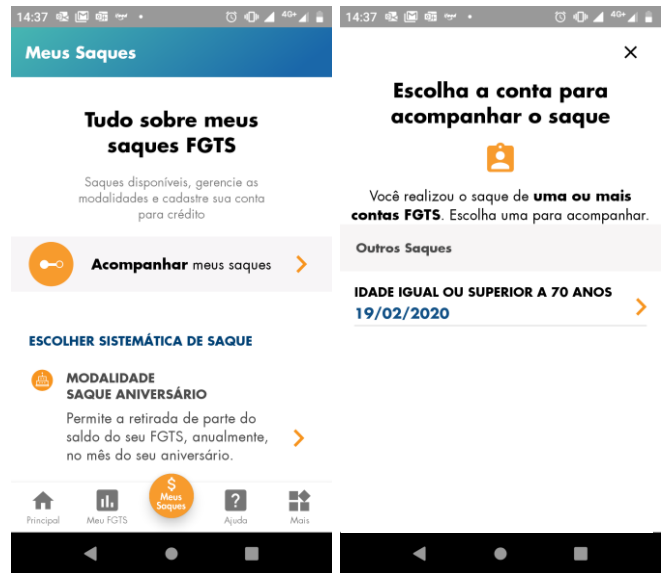 14:37
4G+
Meus Saques
Tudo sobre meus
saques FGTS
Saques disponíveis, gerencie as
modalidades e cadastre sua conta
para crédito
Acompanhar meus saques
ESCOLHER SISTEMÁTICA DE SAQUE
MODALIDADE
SAQUE ANIVERSÁRIO
Permite a retirada de parte do
saldo do seu FGTS, anualmente,
no mês do seu aniversário.
$
Meus
Saques
Principal
Meu FGTS
?
Ajuda
Mais
14:37
4G+
Escolha a conta para
acompanhar o saque
Você realizou o saque de uma ou mais
contas FGTS. Escolha uma para acompanhar.
Outros Saques
IDADE IGUAL OU SUPERIOR A 70 ANOS
19/02/2020